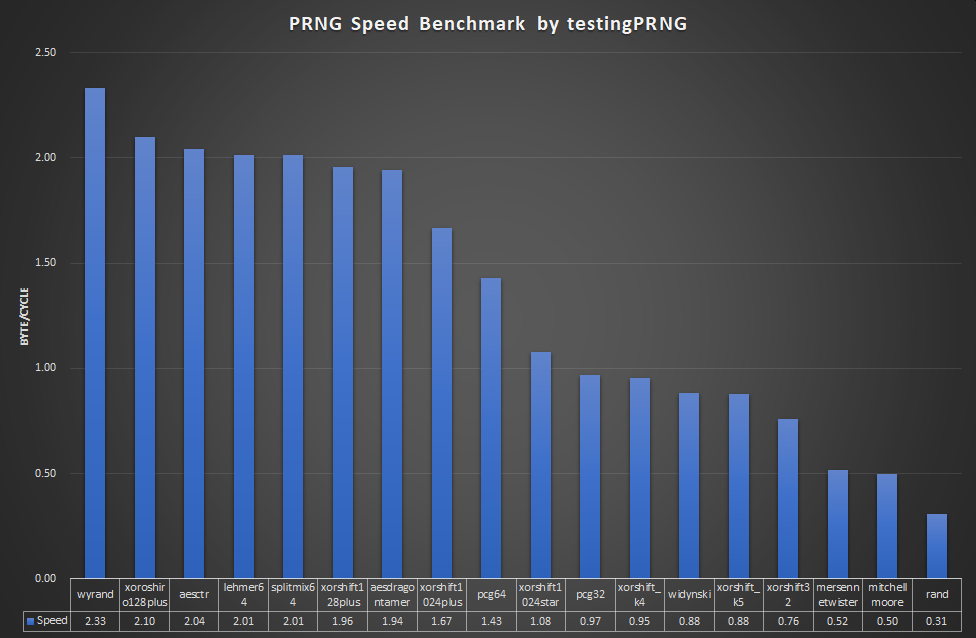 PRNG Speed Benchmark by testingPRNG
2.50
2.00
1.50
1.00
0.50
0.00
BYTE/CYCLE
wyrand
xoroshir
o128plus
aesctr
lehmer6
4
splitmix6
4
xorshift1
28plus
aesdrago
ntamer
xorshift1
024plus
pcg64
xorshift1
024star
pcg32
xorshift_
k4
widynski
xorshift_
k5
xorshift3
2
mersenn
etwister
mitchell
moore
rand
Speed 2.33 2.10 2.04 2.01 2.01 1.96 1.94 1.67 1.43 1.08 0.97 0.95 0.88 0.88 0.76 0.52 0.50 0.31